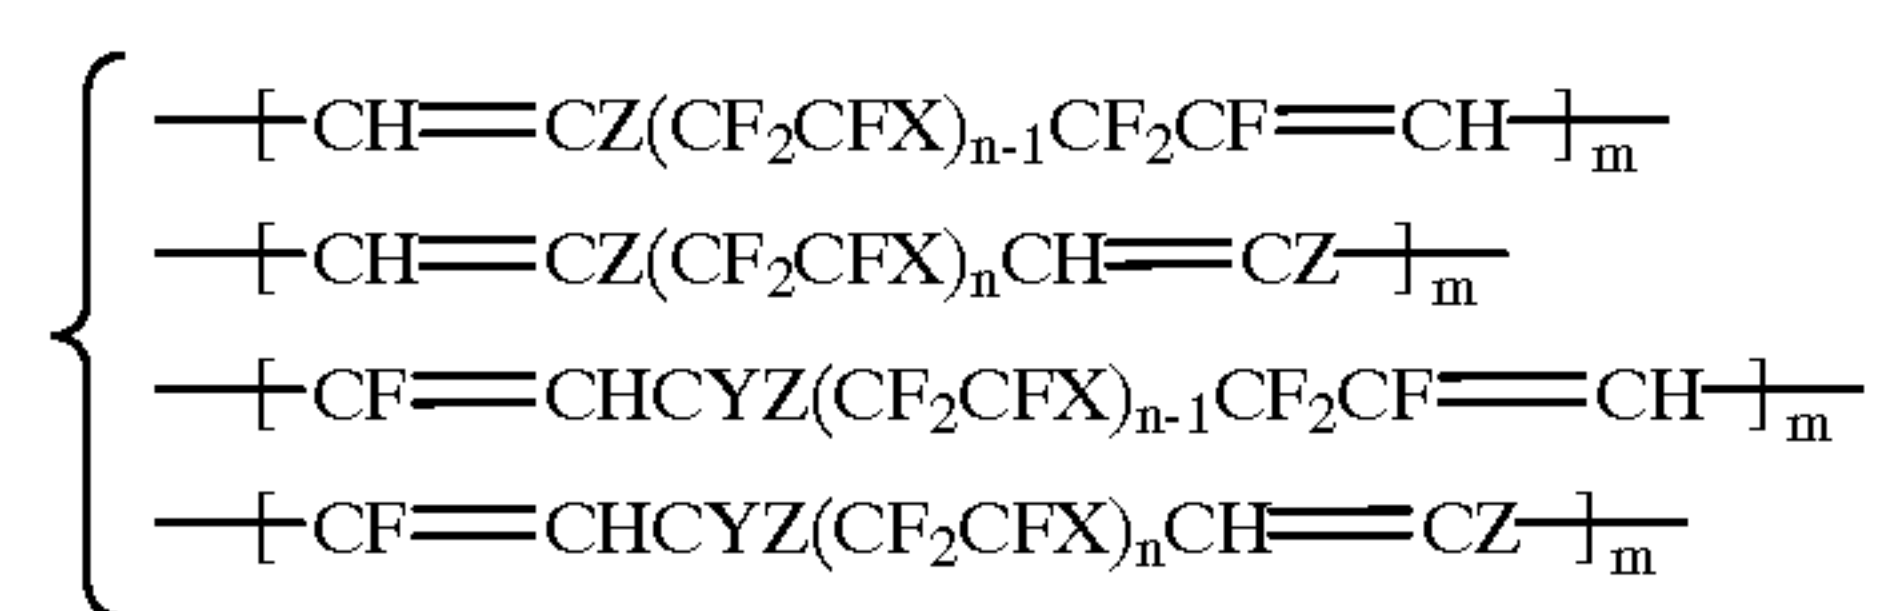 —[CH=CZ(CF₂CFX)ₙ₋₁CF₂CF=CH—]ₘ
—[CH=CZ(CF₂CFX)ₙCH=CZ—]ₘ
—[CF=CHCYZ(CF₂CFX)ₙ₋₁CF₂CF=CH—]ₘ
—[CF=CHCYZ(CF₂CFX)ₙCH=CZ—]ₘ